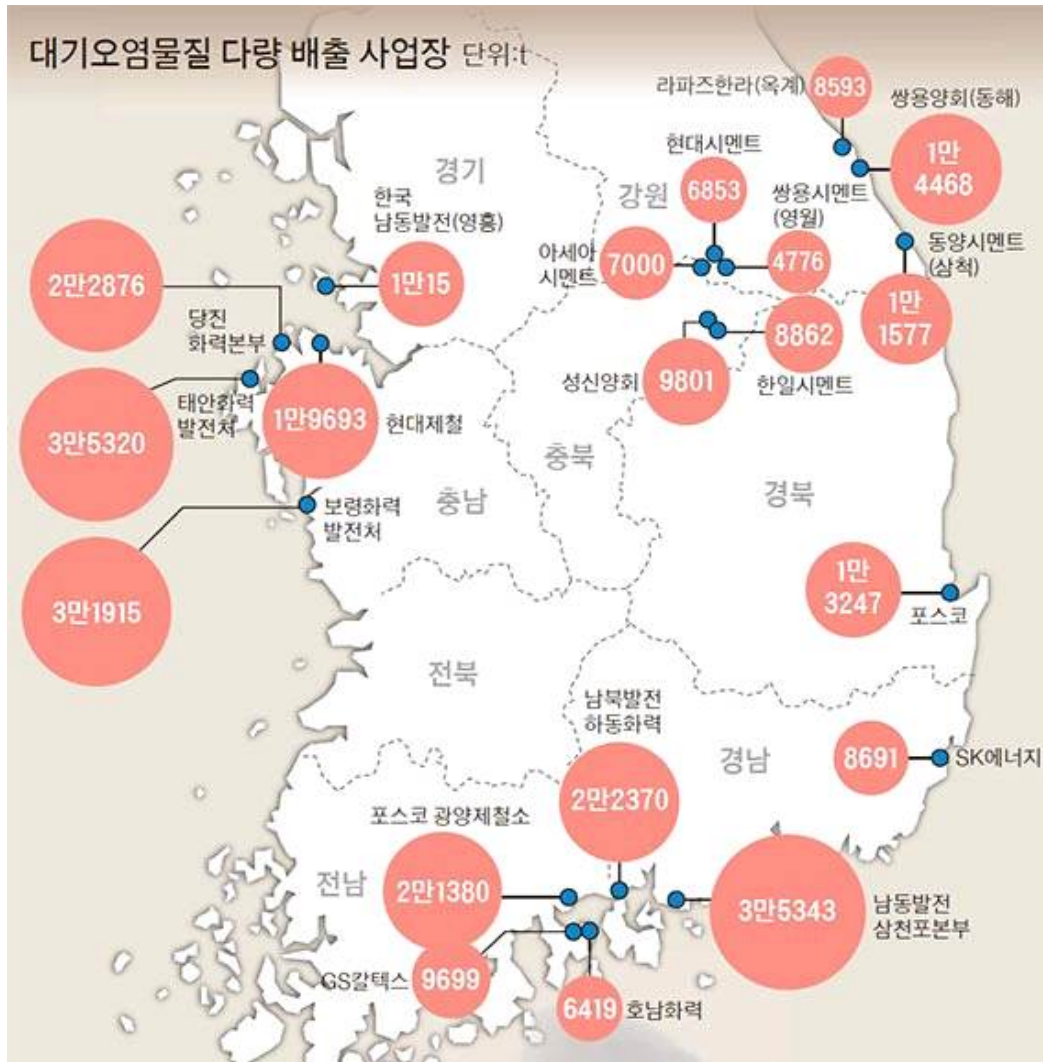 대기오염물질 다량 배출 사업장 단위:t
라파즈한라(옥계)
8593
쌍용양회(동해)
1만
4468
현대시멘트
6853
경기
강원
쌍용시멘트
(영월)
4776
한국
남동발전(영흥)
1만15
아세아
시멘트
7000
동양시멘트
(삼척)
1만
1577
2만2876
당진
화력본부
8862
한일시멘트
성신양회
9801
태안화력
발전처
3만5320
1만9693
현대제철
충북
충남
경북
보령화력
발전처
3만1915
1만
3247
포스코
전북
남북발전
하동화력
2만2370
경남
8691
SK에너지
포스코 광양제철소
2만1380
전남
3만5343
남동발전
삼천포본부
GS칼텍스
9699
6419
호남화력